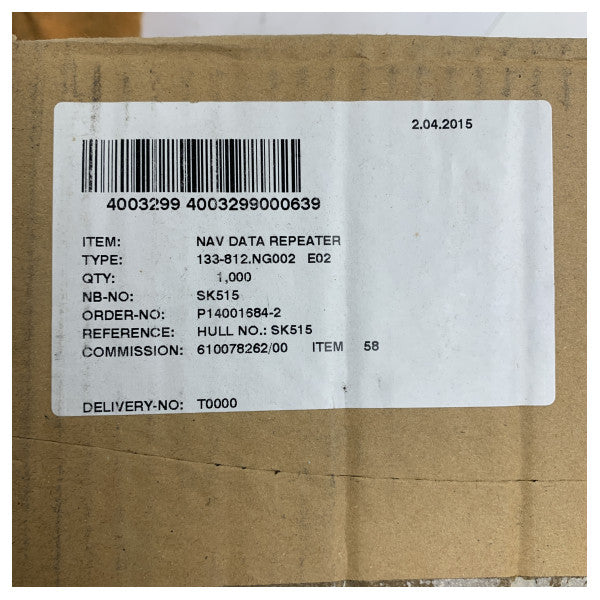 2.04.2015
4003299 4003299000639
ITEM: NAV DATA REPEATER
TYPE: 133-812.NG002 E02
QTY: 1,000
NB-NO: SK515
ORDER-NO: P14001684-2
REFERENCE: HULL NO.: SK515
COMMISSION: 610078262/00 ITEM 58
DELIVERY-NO: T0000